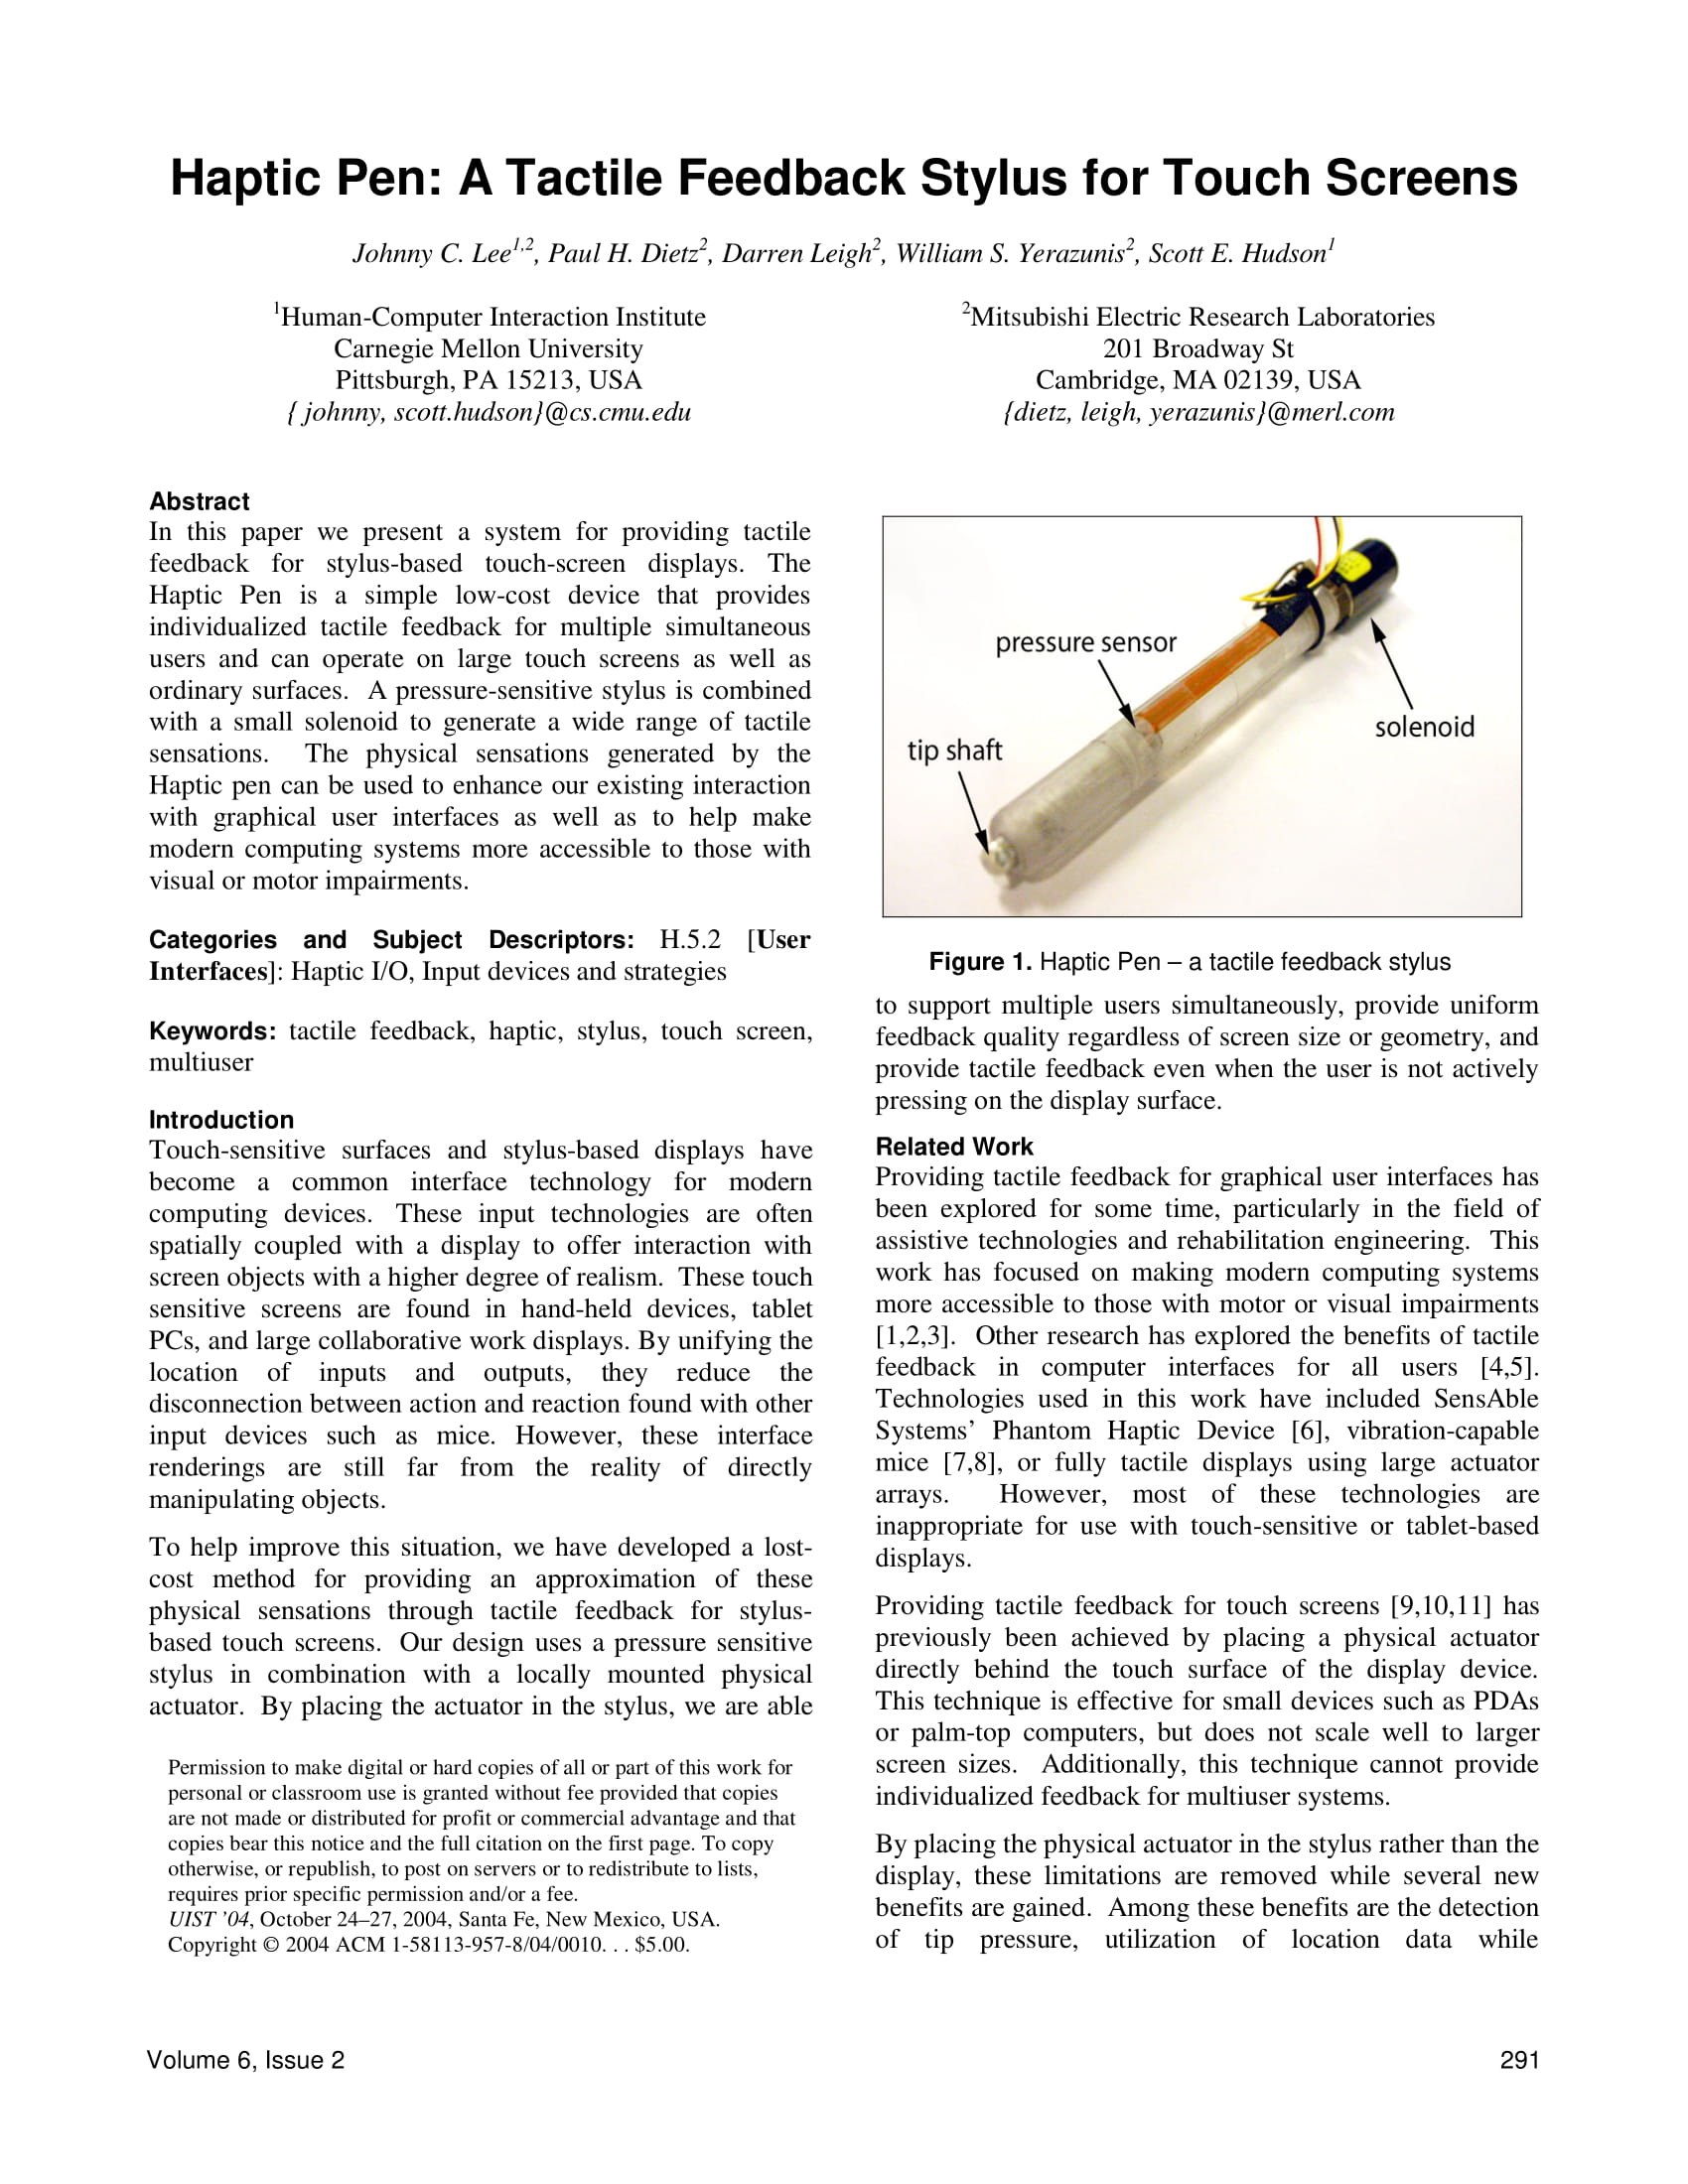 Haptic Pen: A Tactile Feedback Stylus for Touch Screens
Johnny C. Lee1,2, Paul H. Dietz2, Darren Leigh2, William S. Yerazunis2, Scott E. Hudson1
1Human-Computer Interaction Institute
Carnegie Mellon University
Pittsburgh, PA 15213, USA
{ johnny, scott.hudson}@cs.cmu.edu
2Mitsubishi Electric Research Laboratories
201 Broadway St
Cambridge, MA 02139, USA
{dietz, leigh, yerazunis}@merl.com
Abstract
In this paper we present a system for providing tactile
feedback for stylus-based touch-screen displays. The
Haptic Pen is a simple low-cost device that provides
individualized tactile feedback for multiple simultaneous
users and can operate on large touch screens as well as
ordinary surfaces. A pressure-sensitive stylus is combined
with a small solenoid to generate a wide range of tactile
sensations. The physical sensations generated by the
Haptic pen can be used to enhance our existing interaction
with graphical user interfaces as well as to help make
modern computing systems more accessible to those with
visual or motor impairments.
Categories and Subject Descriptors: H.5.2 [User
Interfaces]: Haptic I/O, Input devices and strategies
Keywords: tactile feedback, haptic, stylus, touch screen,
multiuser
Introduction
Touch-sensitive surfaces and stylus-based displays have
become a common interface technology for modern
computing devices. These input technologies are often
spatially coupled with a display to offer interaction with
screen objects with a higher degree of realism. These touch
sensitive screens are found in hand-held devices, tablet
PCs, and large collaborative work displays. By unifying the
location of inputs and outputs, they reduce the
disconnection between action and reaction found with other
input devices such as mice. However, these interface
renderings are still far from the reality of directly
manipulating objects.
To help improve this situation, we have developed a lost-
cost method for providing an approximation of these
physical sensations through tactile feedback for stylus-
based touch screens. Our design uses a pressure sensitive
stylus in combination with a locally mounted physical
actuator. By placing the actuator in the stylus, we are able
Permission to make digital or hard copies of all or part of this work for
personal or classroom use is granted without fee provided that copies
are not made or distributed for profit or commercial advantage and that
copies bear this notice and the full citation on the first page. To copy
otherwise, or republish, to post on servers or to redistribute to lists,
requires prior specific permission and/or a fee.
UIST '04, October 24–27, 2004, Santa Fe, New Mexico, USA.
Copyright © 2004 ACM 1-58113-957-8/04/0010. . . $5.00.
pressure sensor
solenoid
tip shaft
Figure 1. Haptic Pen – a tactile feedback stylus
to support multiple users simultaneously, provide uniform
feedback quality regardless of screen size or geometry, and
provide tactile feedback even when the user is not actively
pressing on the display surface.
Related Work
Providing tactile feedback for graphical user interfaces has
been explored for some time, particularly in the field of
assistive technologies and rehabilitation engineering. This
work has focused on making modern computing systems
more accessible to those with motor or visual impairments
[1,2,3]. Other research has explored the benefits of tactile
feedback in computer interfaces for all users [4,5].
Technologies used in this work have included SensAble
Systems' Phantom Haptic Device [6], vibration-capable
mice [7,8], or fully tactile displays using large actuator
arrays. However, most of these technologies are
inappropriate for use with touch-sensitive or tablet-based
displays.
Providing tactile feedback for touch screens [9,10,11] has
previously been achieved by placing a physical actuator
directly behind the touch surface of the display device.
This technique is effective for small devices such as PDAs
or palm-top computers, but does not scale well to larger
screen sizes. Additionally, this technique cannot provide
individualized feedback for multiuser systems.
By placing the physical actuator in the stylus rather than the
display, these limitations are removed while several new
benefits are gained. Among these benefits are the detection
of tip pressure, utilization of location data while
Volume 6, Issue 2
291